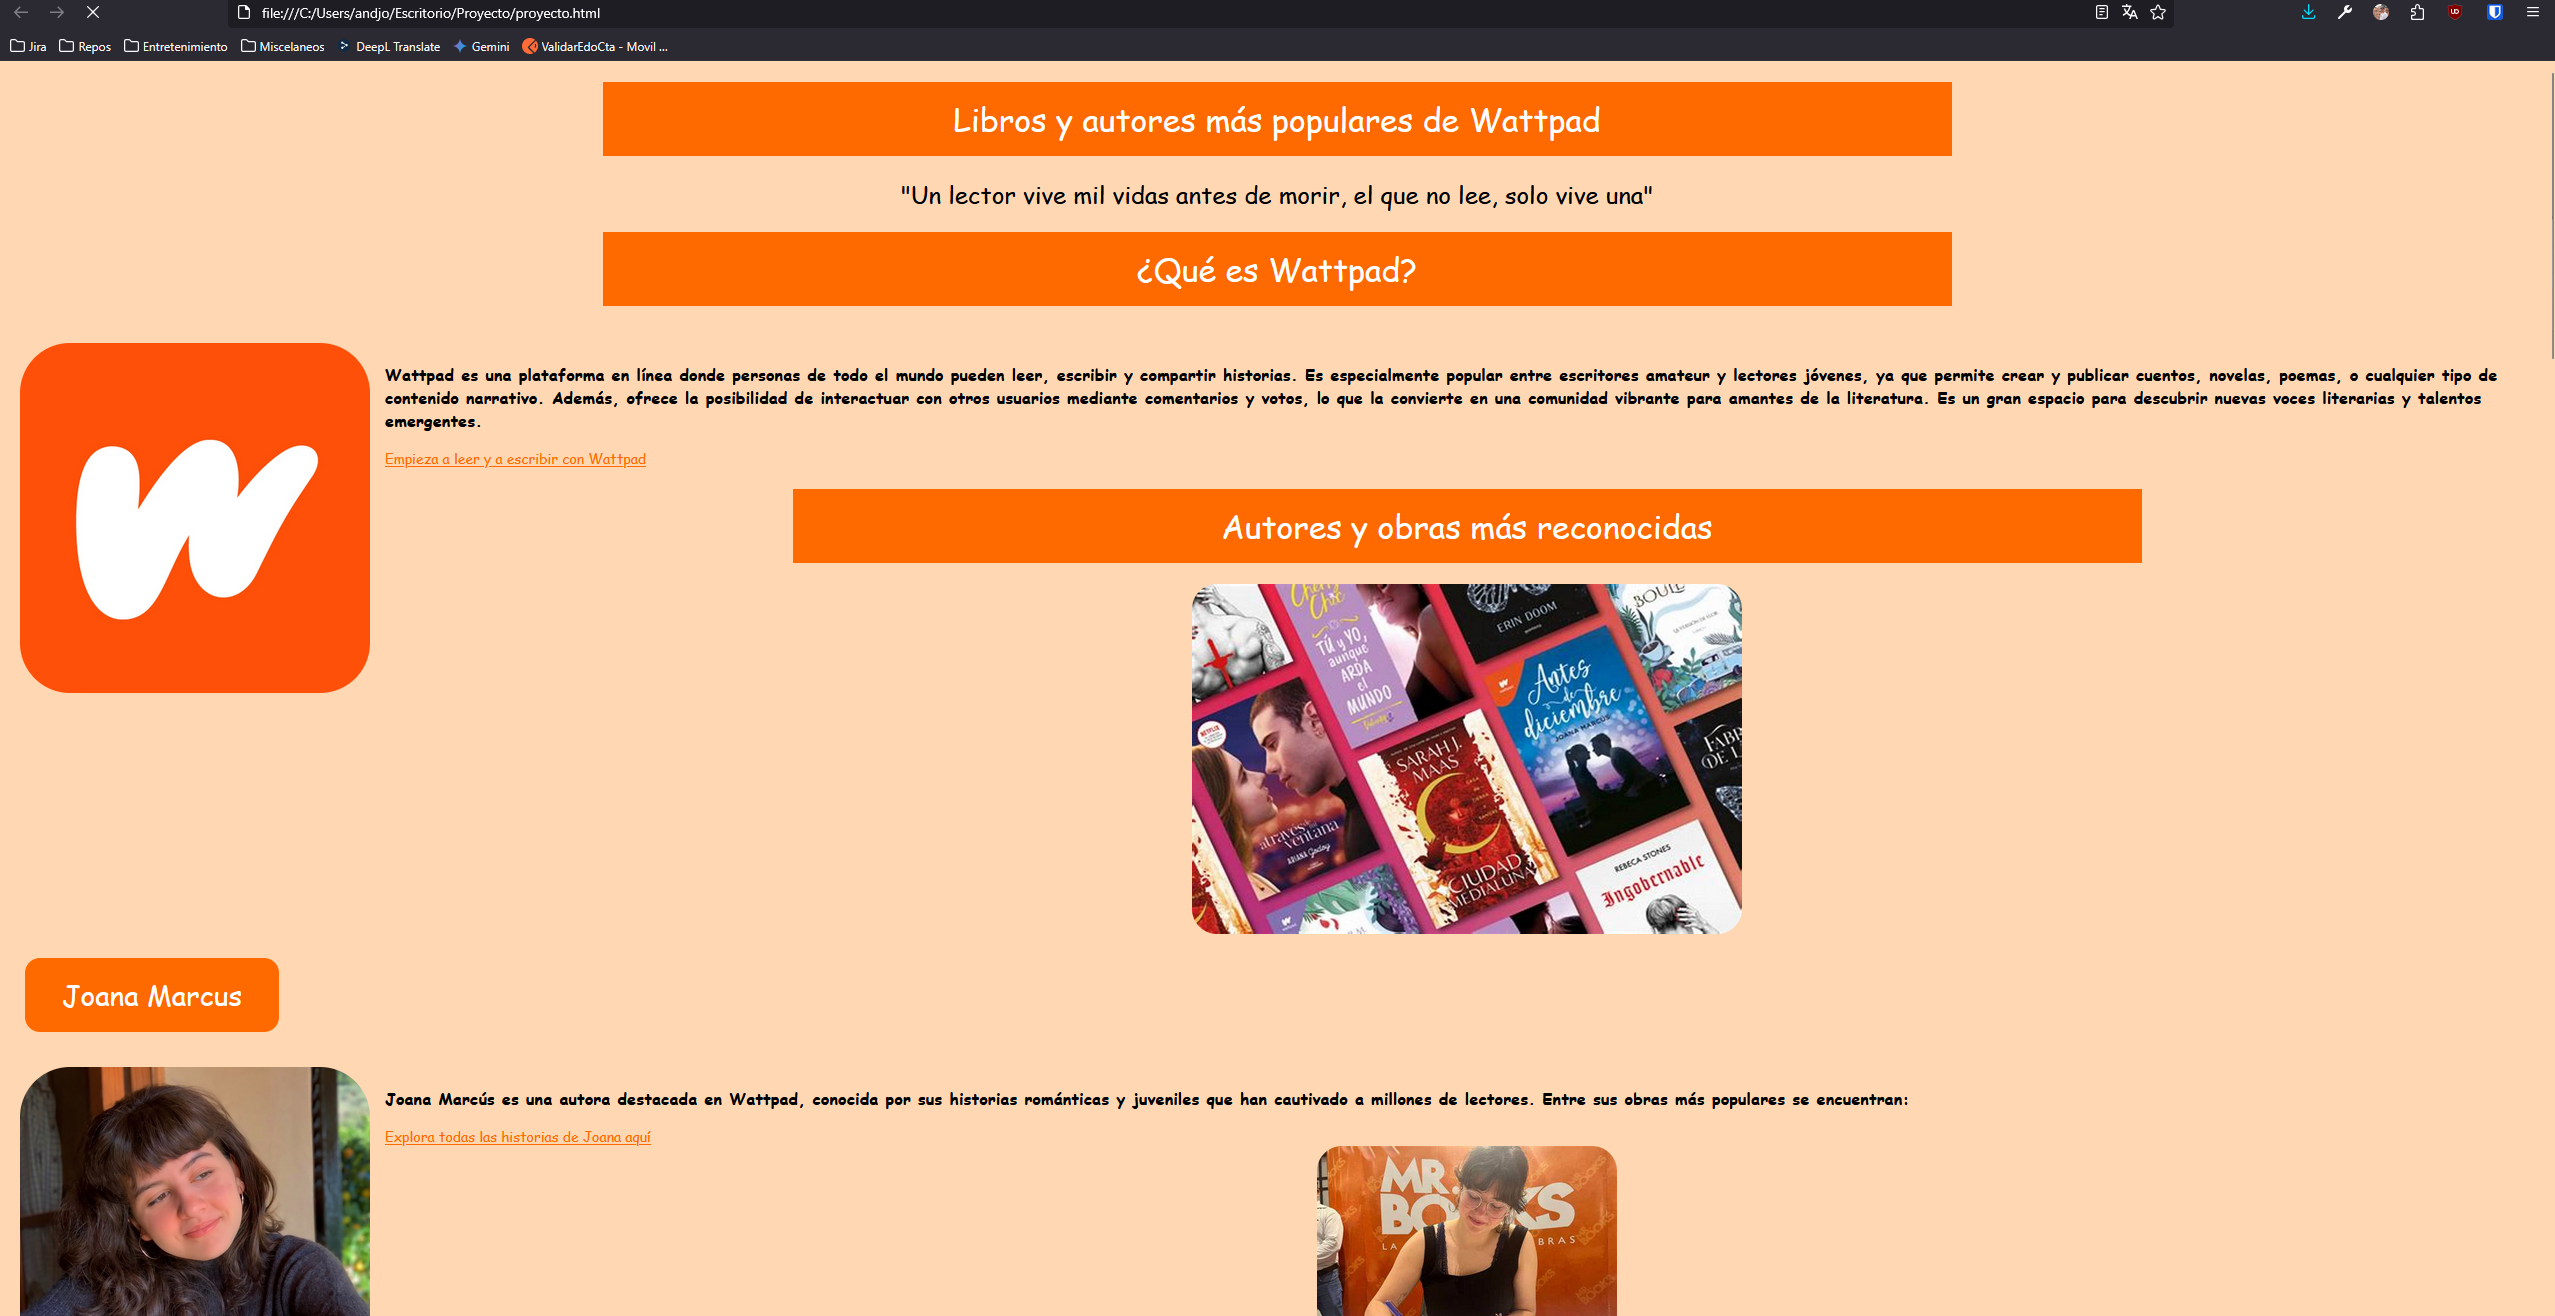 file:///C:/Users/andjo/Escritorio/Proyecto/proyecto.html
Jira Repos Entretenimiento Miscelaneos DeepL Translate Gemini ValidarEdoCta - Movil ...
Libros y autores más populares de Wattpad
"Un lector vive mil vidas antes de morir, el que no lee, solo vive una"
¿Qué es Wattpad?
Wattpad es una plataforma en línea donde personas de todo el mundo pueden leer, escribir y compartir historias. Es especialmente popular entre escritores amateur y lectores jóvenes, ya que permite crear y publicar cuentos, novelas, poemas, o cualquier tipo de
contenido narrativo. Además, ofrece la posibilidad de interactuar con otros usuarios mediante comentarios y votos, lo que la convierte en una comunidad vibrante para amantes de la literatura. Es un gran espacio para descubrir nuevas voces literarias y talentos
emergentes.
Empieza a leer y a escribir con Wattpad
Autores y obras más reconocidas
Cherry
Chic
TÚ y YO,
aunque
ARDA
el
MUNDO
ERIN DOOM
Antes
de
diciembre
JOANA MARCUS
NETFLIX
a través de
ventana
ARIANA Godoy
SARAH J.
MAAS
CIUDAD
MEDIALUNA
REBECA STONES
Ingobernable
Joana Marcus
Joana Marcús es una autora destacada en Wattpad, conocida por sus historias románticas y juveniles que han cautivado a millones de lectores. Entre sus obras más populares se encuentran:
Explora todas las historias de Joana aquí
MR.
BO KS
LA BRAS